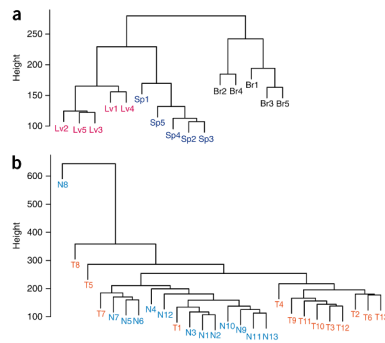 a
Height
250
200
150
100
Lv2
Lv5
Lv3
Lv1
Lv4
Sp1
Sp5
Sp4
Sp2
Sp3
Br2
Br4
Br1
Br3
Br5
b
Height
600
500
400
300
200
100
N8
T8
T5
T7
N7
N5
N6
N4
N12
T1
N3
N1
N2
N10
N9
N11
N13
T4
T9
T11
T10
T3
T12
T2
T6